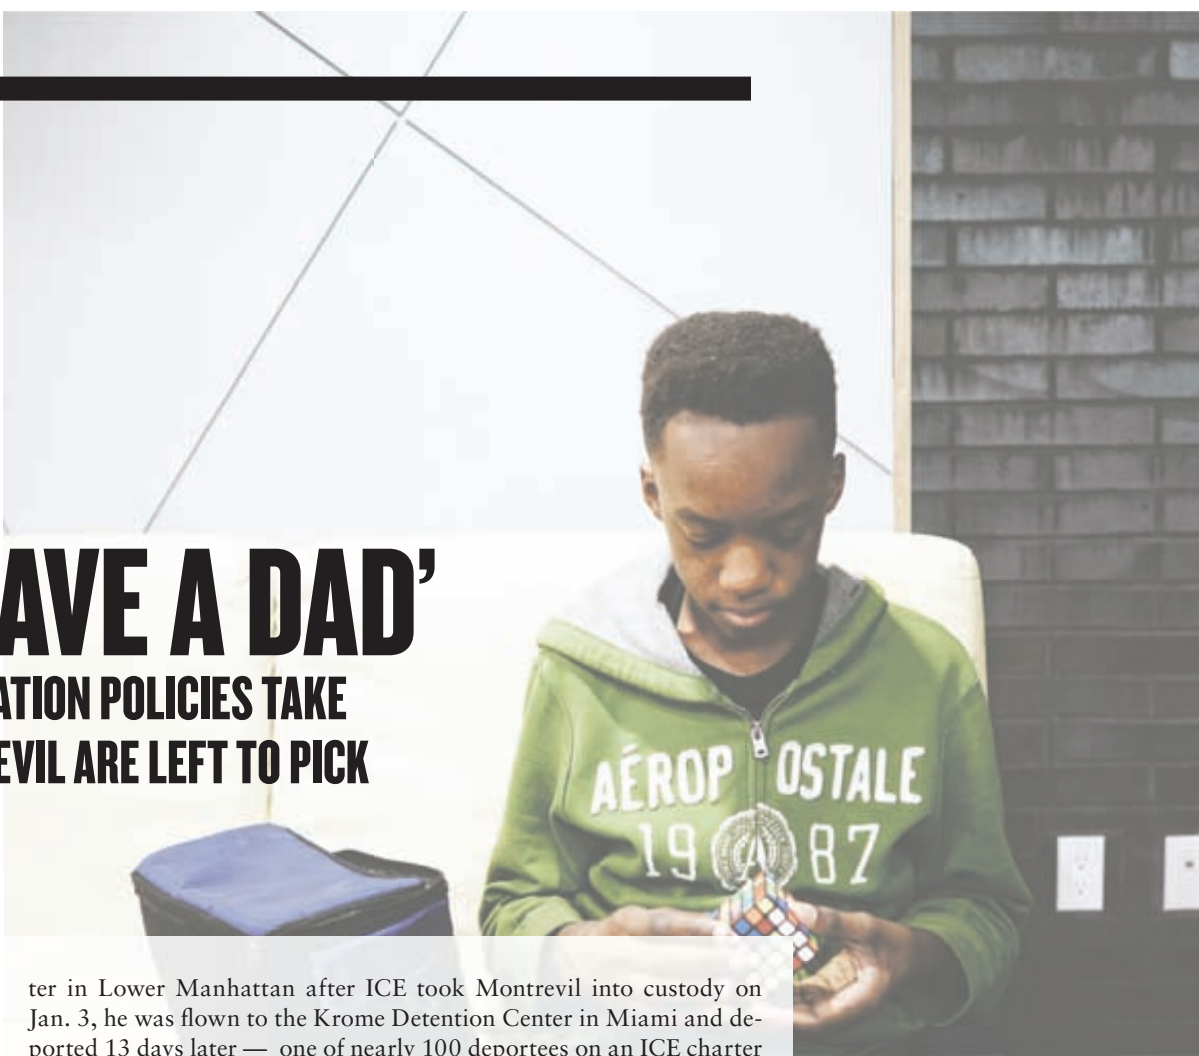 AVE A DAD’
ATION POLICIES TAKE
EVIL ARE LEFT TO PICK
AÉROP OSTALE
19 87
ter in Lower Manhattan after ICE took Montrevil into custody on
Jan. 3, he was flown to the Krome Detention Center in Miami and de-
ported 13 days later — one of nearly 100 deportees on an ICE charter